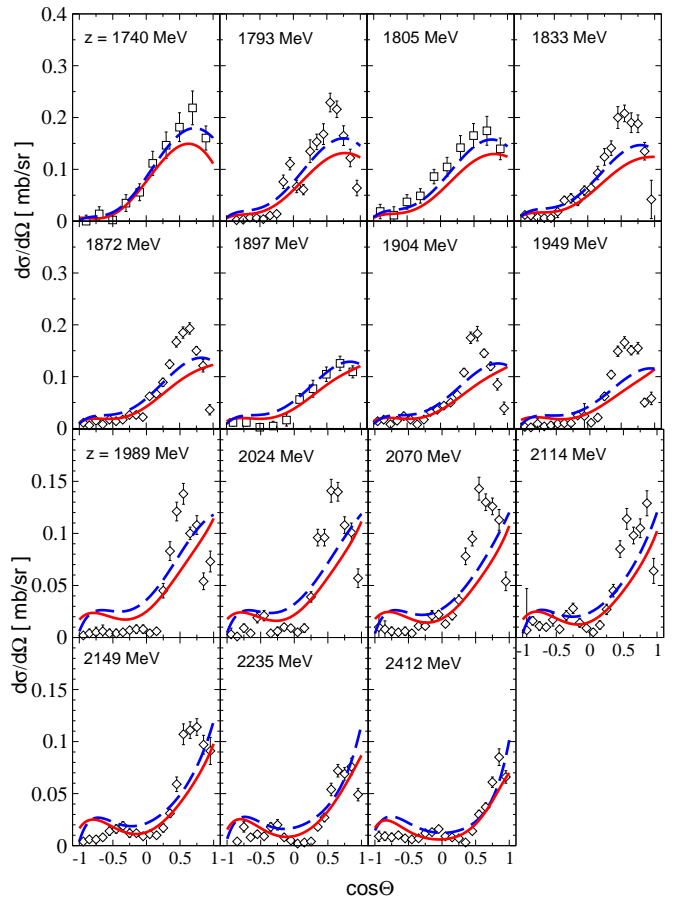 0.4
z = 1740 MeV
1793 MeV
1805 MeV
1833 MeV
0.3
0.2
0.1
0
dσ/dΩ [ mb/sr]
1872 MeV
1897 MeV
1904 MeV
1949 MeV
0.3
0.2
0.1
0
dσ/dΩ [ mb/sr]
z = 1989 MeV
2024 MeV
2070 MeV
2114 MeV
0.15
0.1
0.05
0
-1 -0.5 0 0.5 1
2149 MeV
2235 MeV
2412 MeV
0.15
0.1
0.05
0
dσ/dΩ [ mb/sr]
-1 -0.5 0 0.5 -1 -0.5 0 0.5 -1 -0.5 0 0.5 1
cosΘ